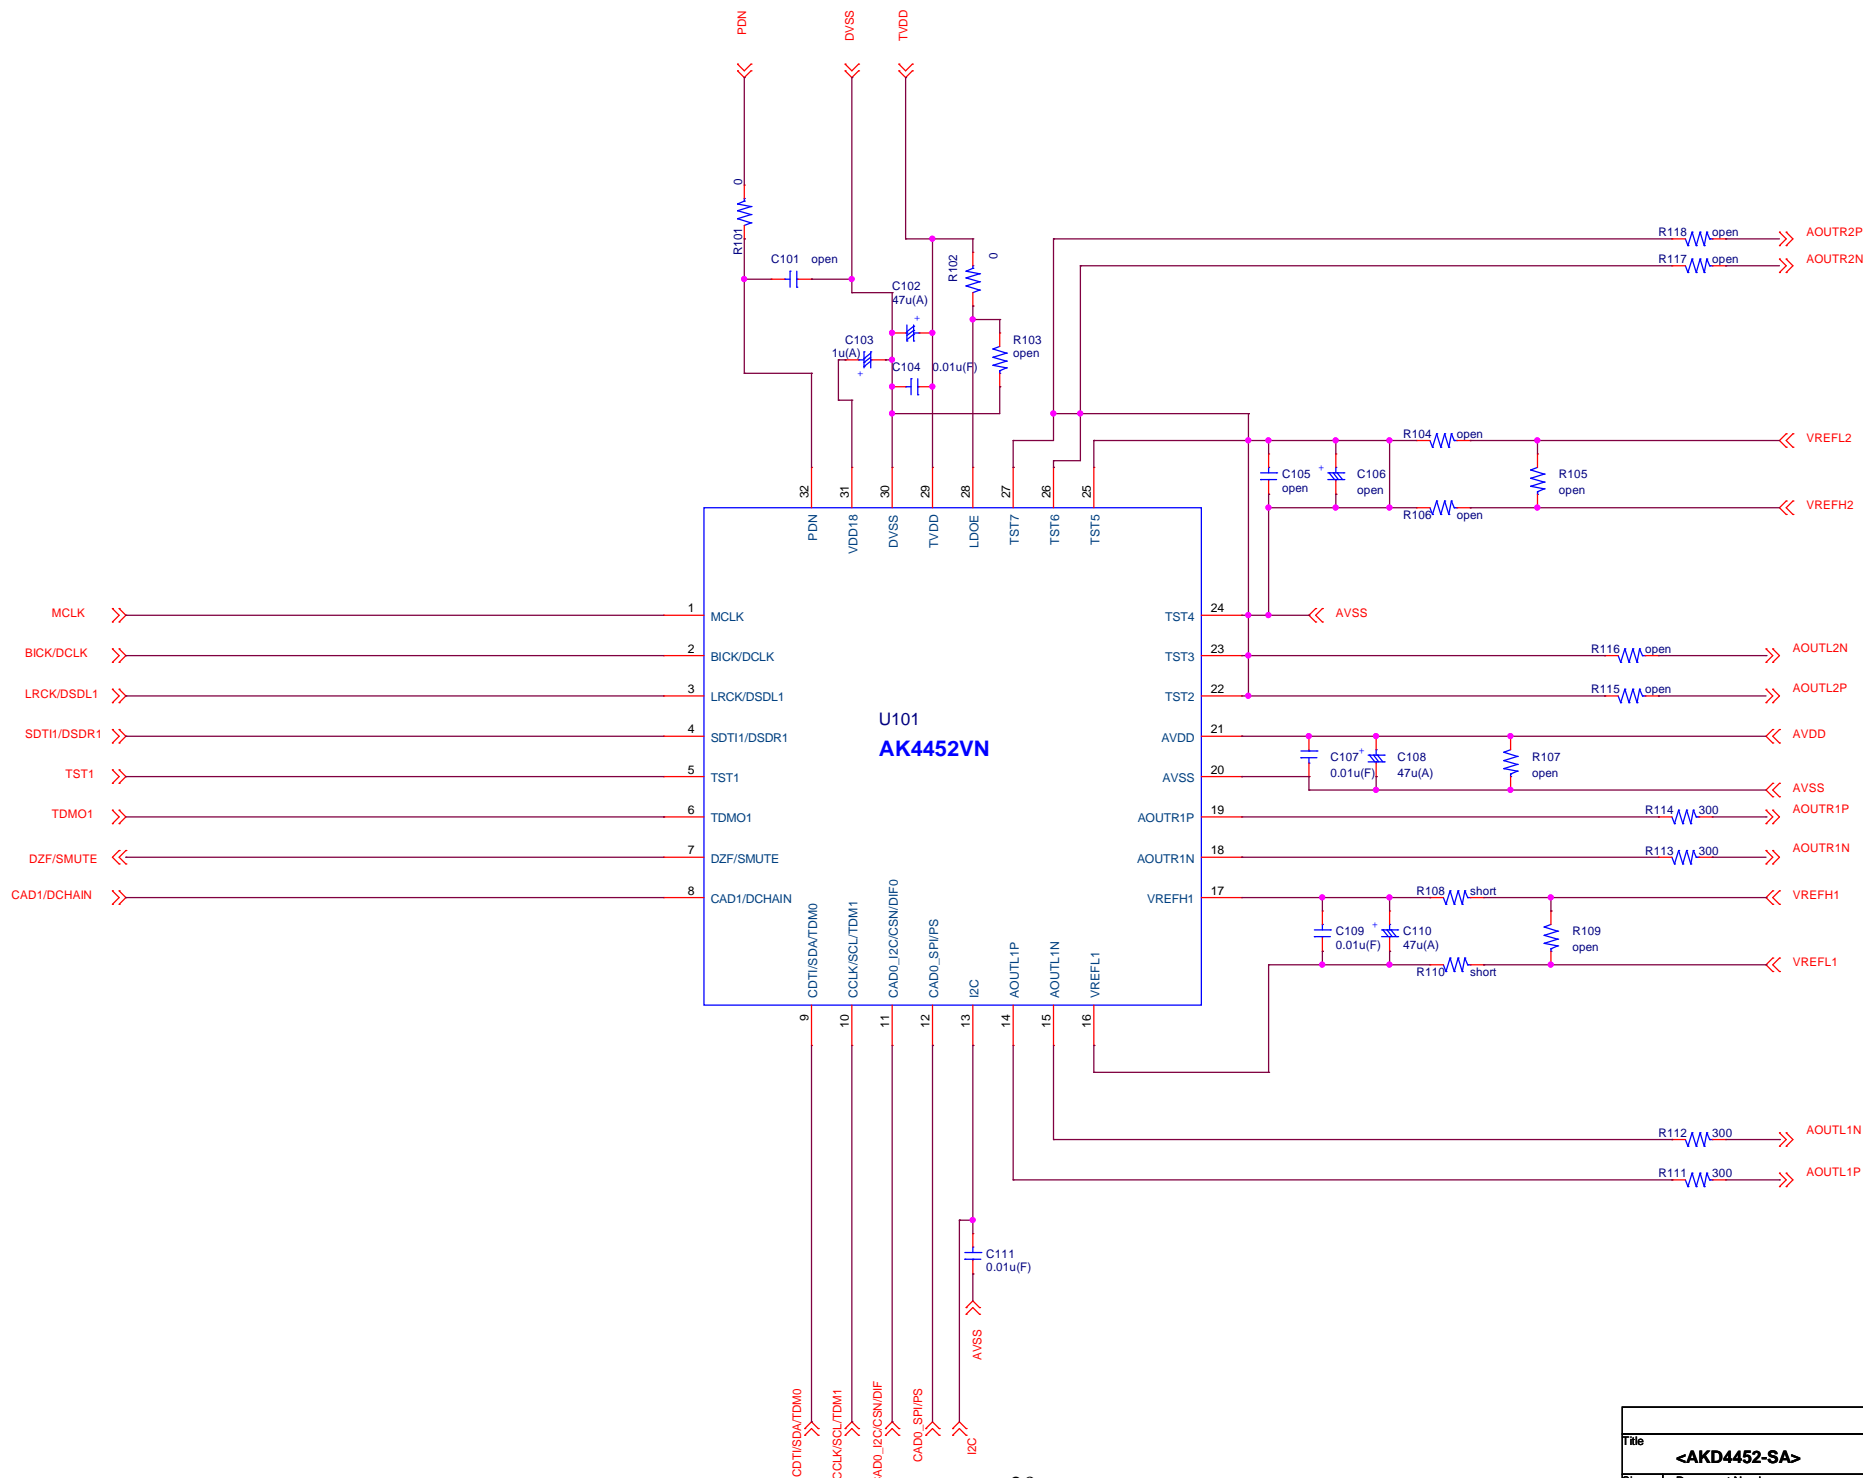 PDN
DVSS
TVDD
0
R101
C101 open
C102
47u(A)
+
R102
0
C103
1u(A)
+
C104 0.01u(F)
R103
open
R118 open AOUTR2P
R117 open AOUTR2N
R104 open VREFL2
C105
open
+ C106
open
R105
open
R106 open VREFH2
32 31 30 29 28 27 26 25
PDN VDD18 DVSS TVDD LDOE TST7 TST6 TST5
MCLK 1 MCLK
BICK/DCLK 2 BICK/DCLK
LRCK/DSDL1 3 LRCK/DSDL1
SDTI1/DSDR1 4 SDTI1/DSDR1
TST1 5 TST1
TDMO1 6 TDMO1
DZF/SMUTE 7 DZF/SMUTE
CAD1/DCHAIN 8 CAD1/DCHAIN
U101
AK4452VN
TST4 24 AVSS
TST3 23 R116 open AOUTL2N
TST2 22 R115 open AOUTL2P
AVDD 21 AVDD
C107 + C108 R107
0.01u(F) 47u(A) open
AVSS 20 AVSS
AOUTR1P 19 R114 300 AOUTR1P
AOUTR1N 18 R113 300 AOUTR1N
VREFH1 17 R108 short VREFH1
C109 + C110 R109
0.01u(F) 47u(A) open
R110 short VREFL1
CDTI/SDA/TDM0 CCLK/SCL/TDM1 CAD0_I2C/CSN/DIF0 CAD0_SPI/PS I2C AOUTL1P AOUTL1N VREFL1
9 10 11 12 13 14 15 16
R112 300 AOUTL1N
R111 300 AOUTL1P
C111
0.01u(F)
AVSS
CDTI/SDA/TDM0
CCLK/SCL/TDM1
AD0_I2C/CSN/DIF
CAD0_SPI/PS
I2C
Title
<AKD4452-SA>